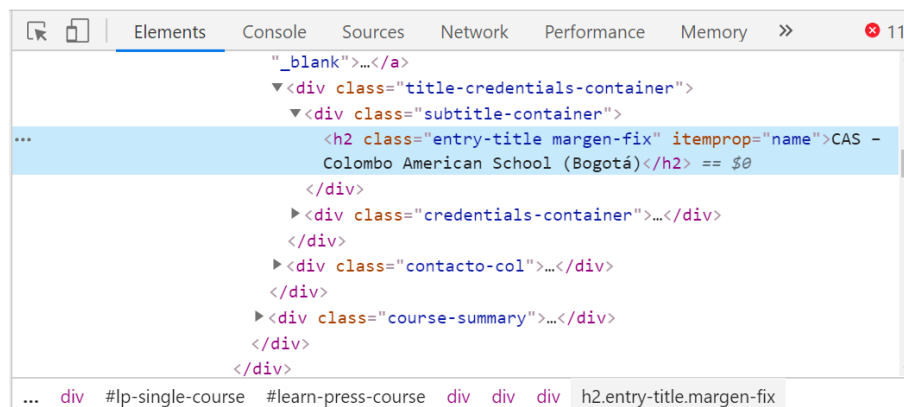 Elements Console Sources Network Performance Memory » 11
"_blank">…</a>
▼<div class="title-credentials-container">
▼<div class="subtitle-container">
… <h2 class="entry-title margen-fix" itemprop="name">CAS –
Colombo American School (Bogotá)</h2> == $0
</div>
▶<div class="credentials-container">…</div>
</div>
▶<div class="contacto-col">…</div>
</div>
▶<div class="course-summary">…</div>
</div>
</div>
… div #lp-single-course #learn-press-course div div div h2.entry-title.margen-fix